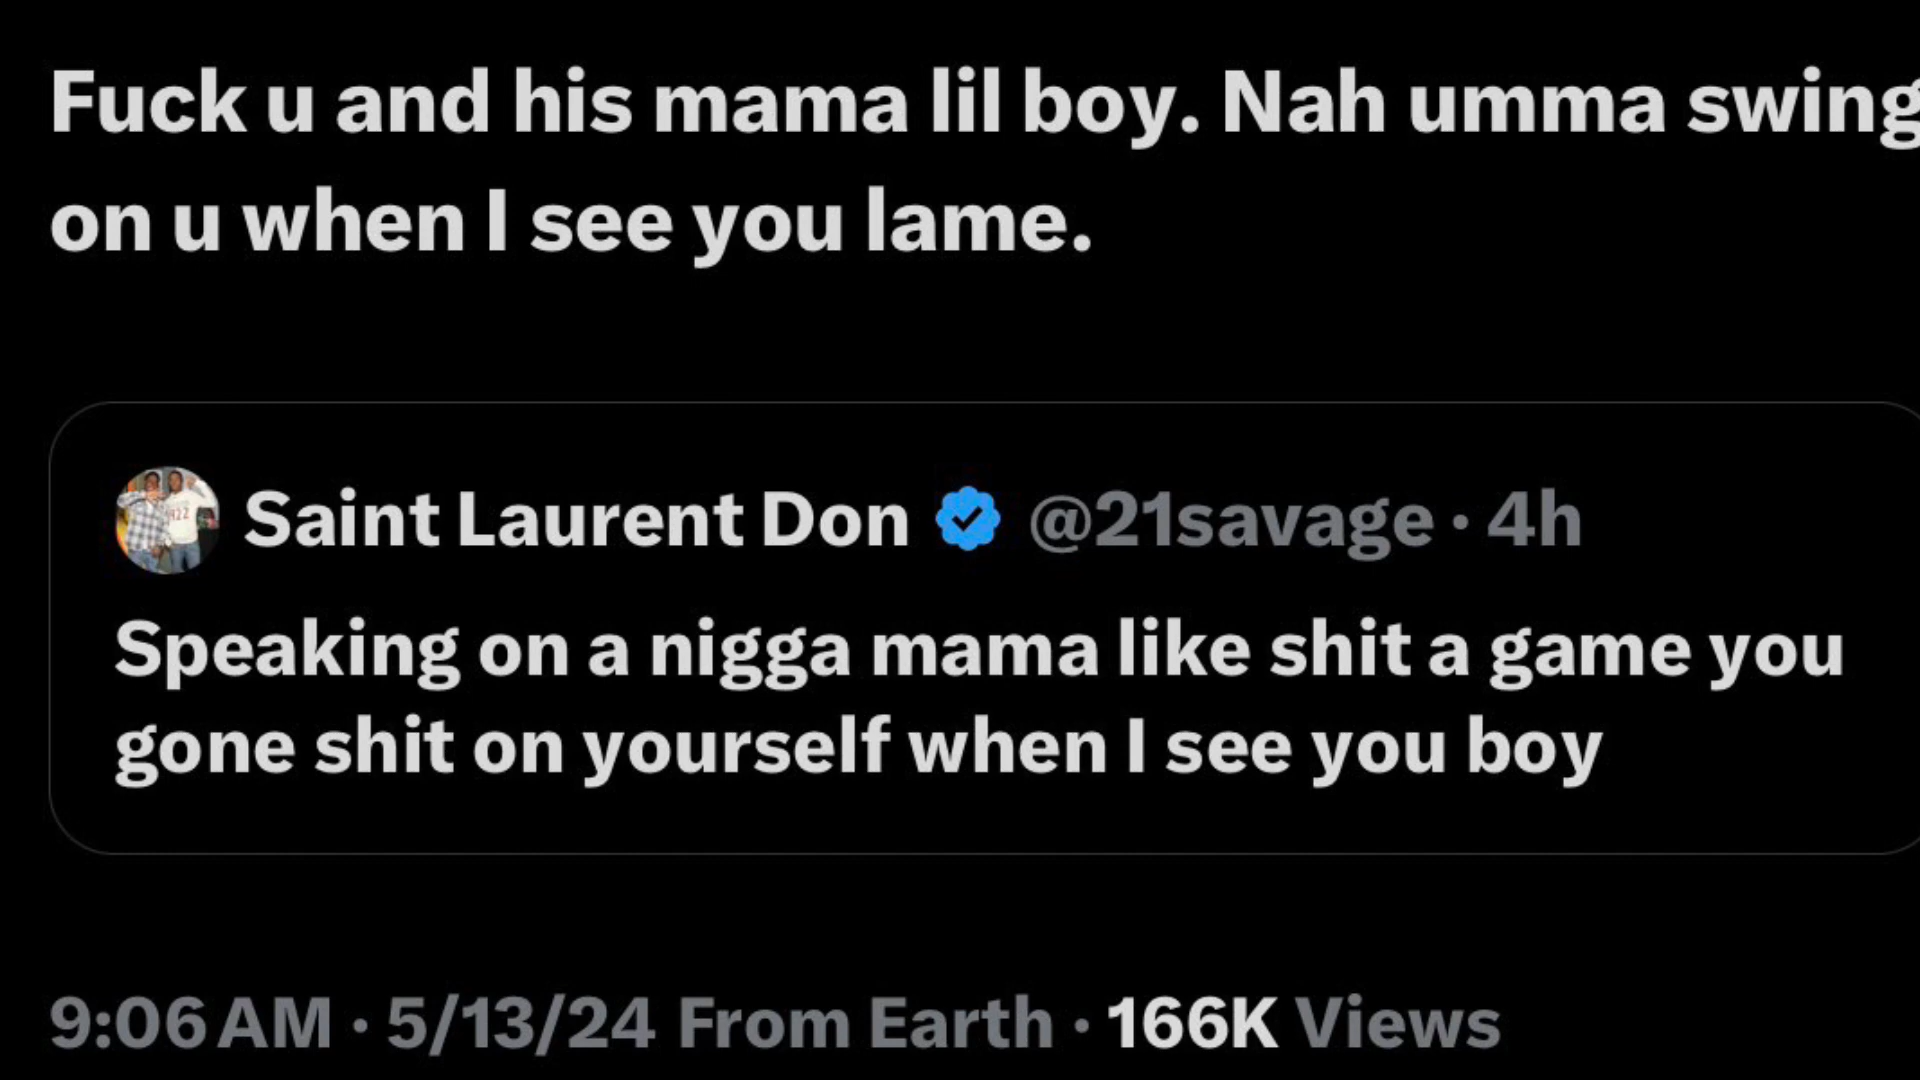 Fuck u and his mama lil boy. Nah umma swing
on u when I see you lame.
Saint Laurent Don @21savage · 4h
Speaking on a nigga mama like shit a game you
gone shit on yourself when I see you boy
9:06 AM · 5/13/24 From Earth · 166K Views